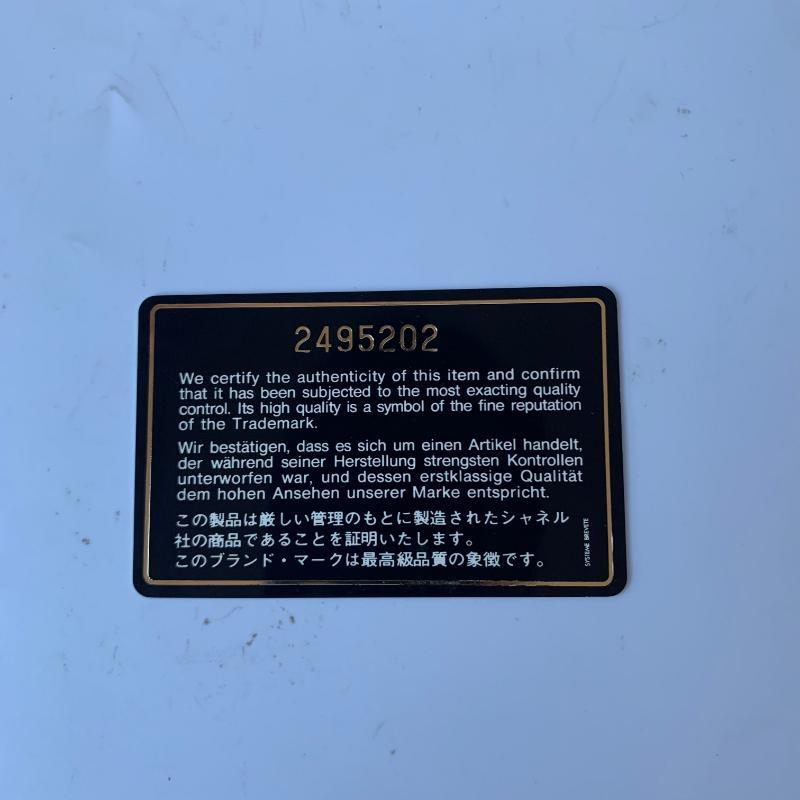 2495202
We certify the authenticity of this item and confirm
that it has been subjected to the most exacting quality
control. Its high quality is a symbol of the fine reputation
of the Trademark.
Wir bestätigen, dass es sich um einen Artikel handelt,
der während seiner Herstellung strengsten Kontrollen
unterworfen war, und dessen erstklassige Qualität
dem hohen Ansehen unserer Marke entspricht.
この製品は厳しい管理のもとに製造されたシャネル
社の商品であることを証明いたします。
このブランド・マークは最高級品質の象徴です。
SYSTEME BREVETE